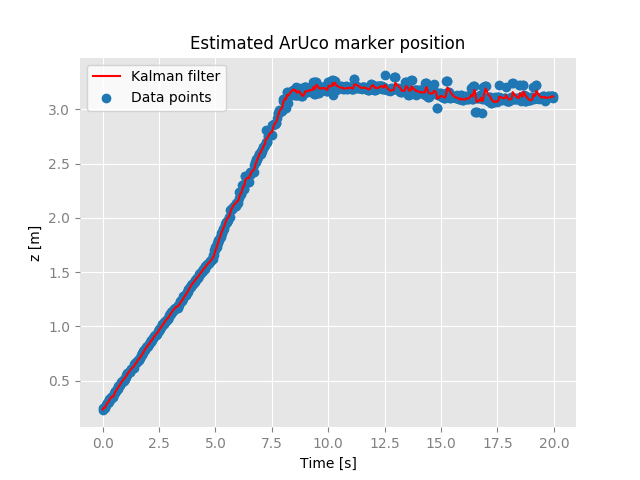 Estimated ArUco marker position
Kalman filter
Data points
3.0
2.5
2.0
1.5
1.0
0.5
z [m]
0.0 2.5 5.0 7.5 10.0 12.5 15.0 17.5 20.0
Time [s]